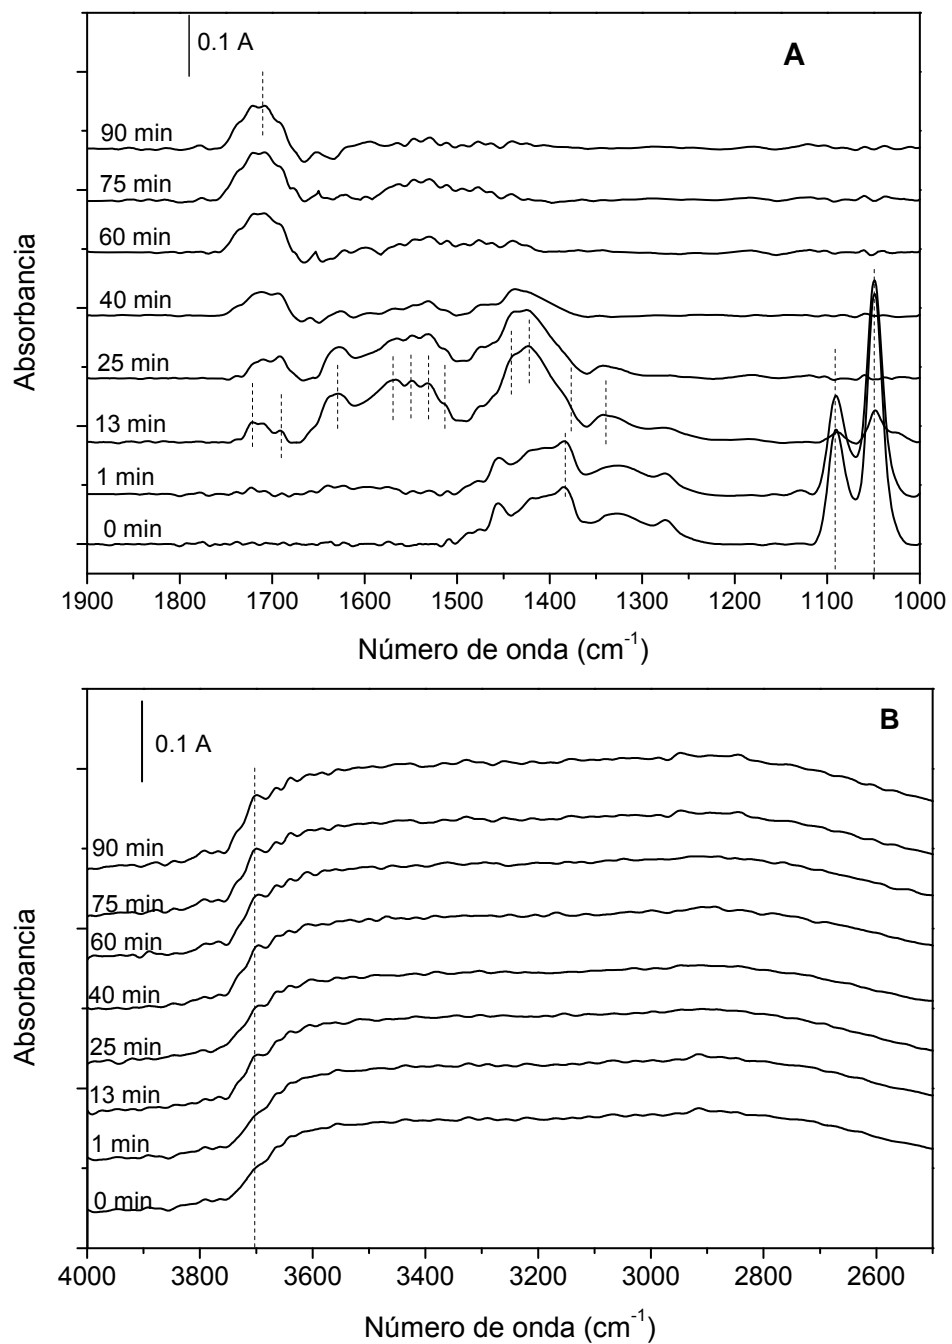 0.1 A
A
90 min
75 min
60 min
40 min
25 min
13 min
1 min
0 min
Absorbancia
1900 1800 1700 1600 1500 1400 1300 1200 1100 1000
Número de onda (cm⁻¹)
B
0.1 A
90 min
75 min
60 min
40 min
25 min
13 min
1 min
0 min
Absorbancia
4000 3800 3600 3400 3200 3000 2800 2600
Número de onda (cm⁻¹)